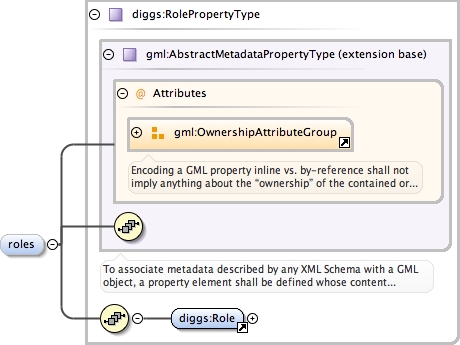 diggs:RolePropertyType
gml:AbstractMetadataPropertyType (extension base)
@ Attributes
gml:OwnershipAttributeGroup
Encoding a GML property inline vs. by-reference shall not
imply anything about the “ownership” of the contained or...
roles
To associate metadata described by any XML Schema with a GML
object, a property element shall be defined whose content...
diggs:Role